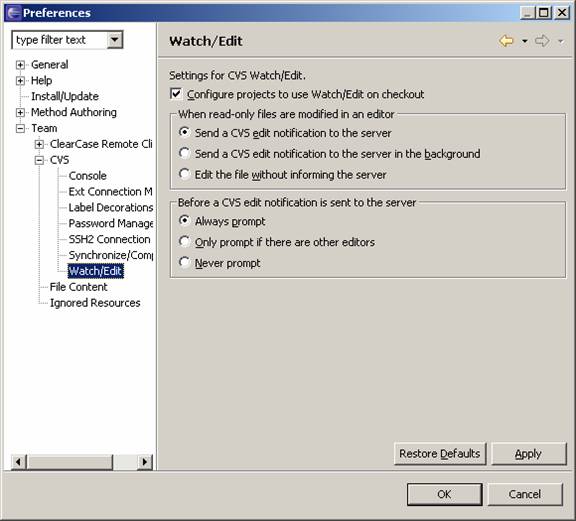 Preferences
type filter text
General
Help
Install/Update
Method Authoring
Team
ClearCase Remote Cli
CVS
Console
Ext Connection M
Label Decorations
Password Manage
SSH2 Connection
Synchronize/Comp
Watch/Edit
File Content
Ignored Resources
Watch/Edit
Settings for CVS Watch/Edit.
Configure projects to use Watch/Edit on checkout
When read-only files are modified in an editor
Send a CVS edit notification to the server
Send a CVS edit notification to the server in the background
Edit the file without informing the server
Before a CVS edit notification is sent to the server
Always prompt
Only prompt if there are other editors
Never prompt
Restore Defaults
Apply
OK
Cancel